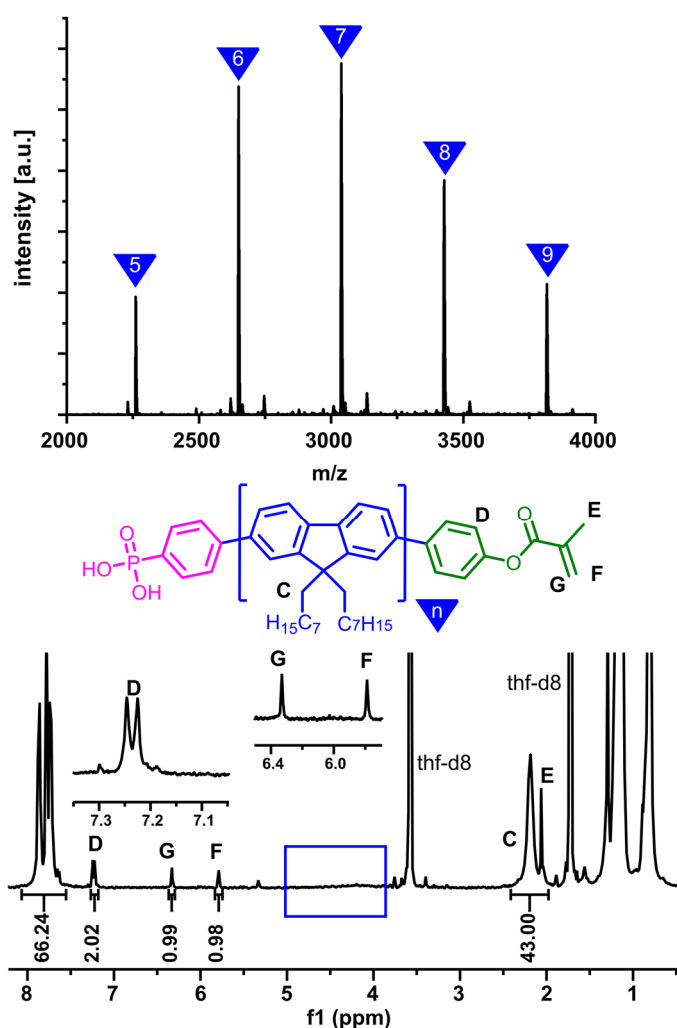 intensity [a.u.]
5
6
7
8
9
2000
2500
3000
3500
4000
m/z
HO
P
O
OH
C
H15C7
C7H15
n
D
O
O
E
F
G
D
7.3
7.2
7.1
G
F
6.4
6.0
thf-d8
thf-d8
D
G
F
C
E
66.24
2.02
0.99
0.98
43.00
8
7
6
5
4
3
2
1
f1 (ppm)